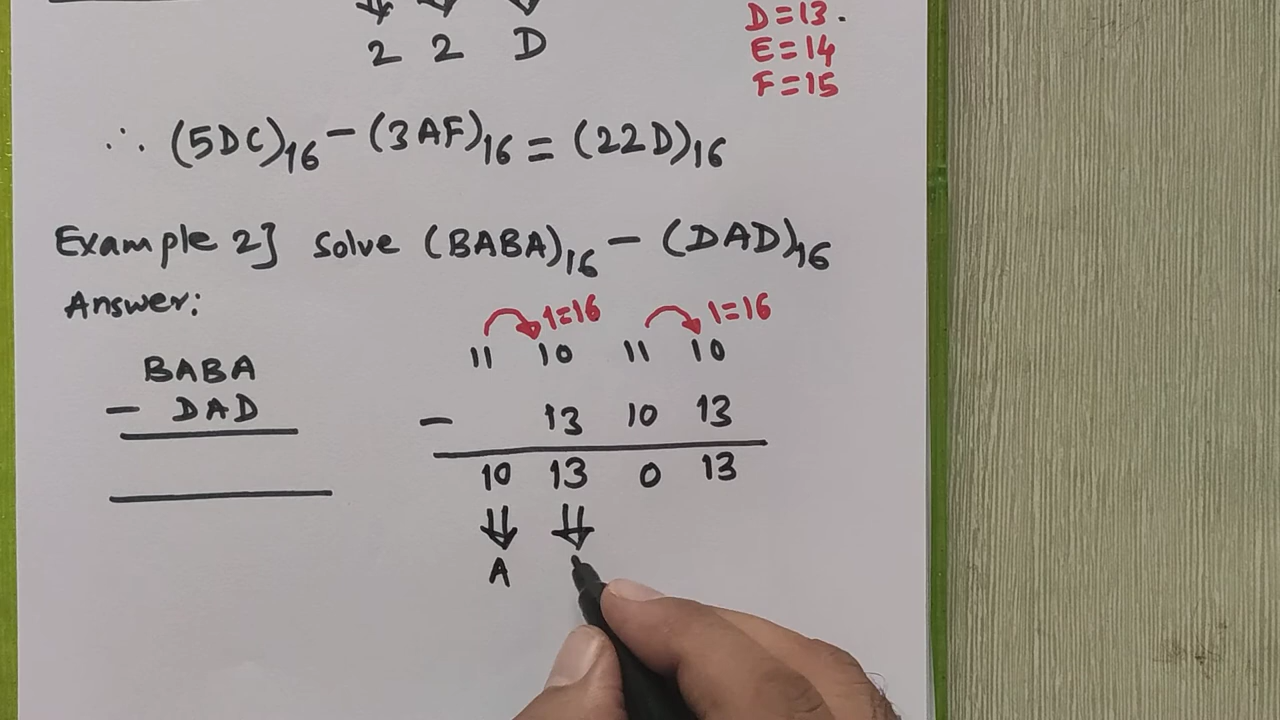 D=13.
2 2 D
E=14
F=15
∴ (5DC)16 - (3AF)16 = (22D)16
Example 2] Solve (BABA)16 - (DAD)16
Answer:
1=16 1=16
11 10 11 10
BABA
- DAD
- 13 10 13
10 13 0 13
A